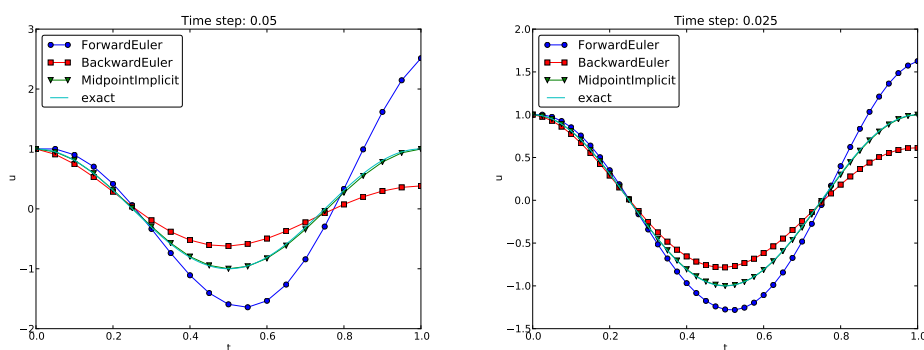 Time step: 0.05
3
2
1
0
−1
−2
u
ForwardEuler
BackwardEuler
MidpointImplicit
exact
0.0 0.2 0.4 0.6 0.8 1.0
t
Time step: 0.025
2.0
1.5
1.0
0.5
0.0
−0.5
−1.0
−1.5
u
ForwardEuler
BackwardEuler
MidpointImplicit
exact
0.0 0.2 0.4 0.6 0.8 1.0
t